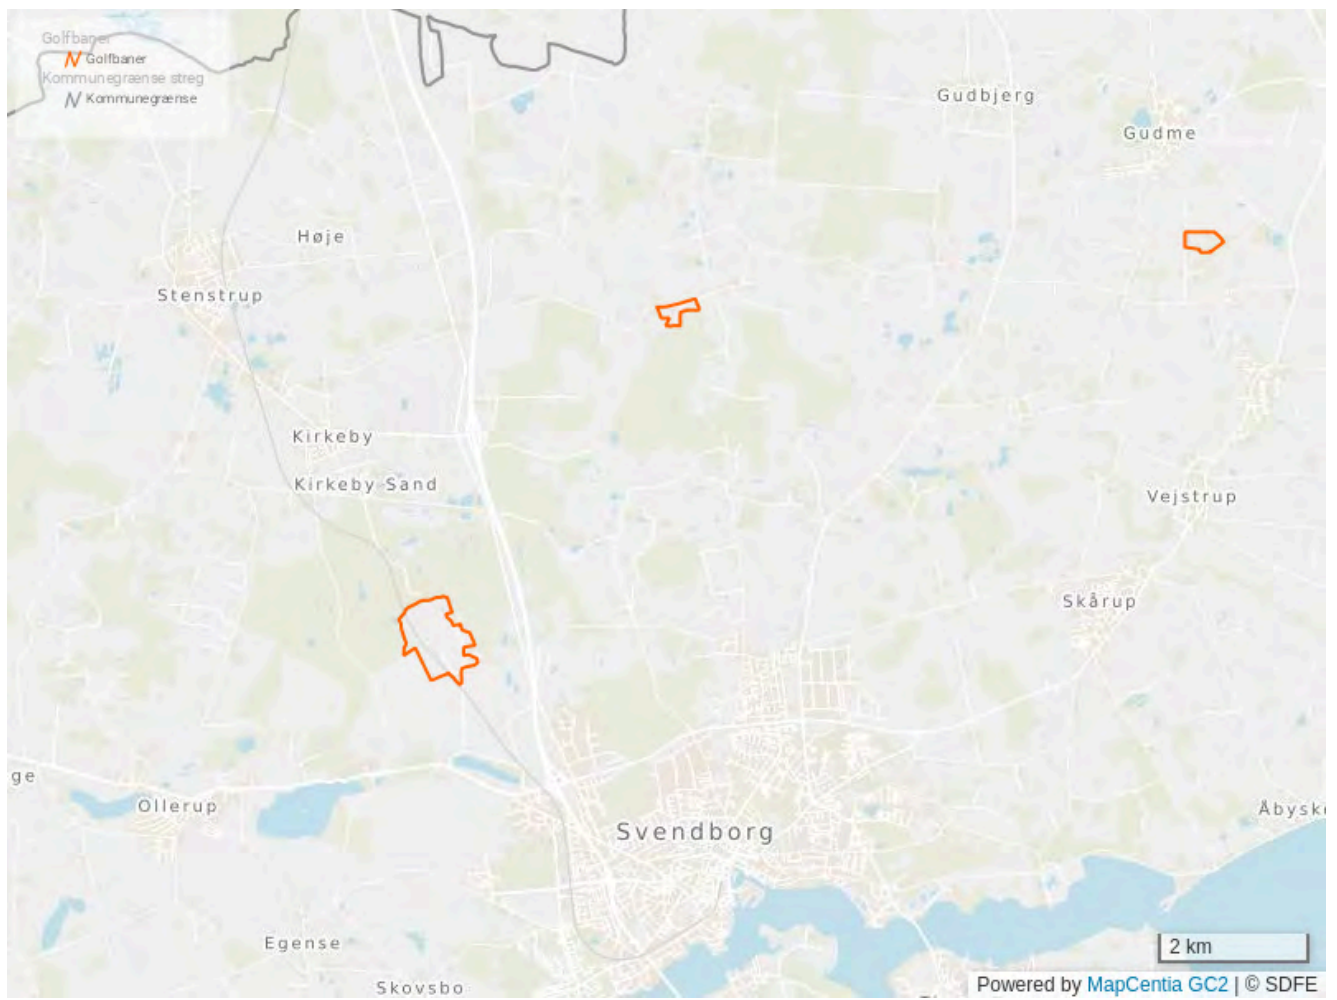 Golfbaner
Golfbaner
Kommunegrænse streg
Kommunegrænse
Gudbjerg
Gudme
Høje
Stenstrup
Kirkeby
Kirkeby Sand
Vejstrup
Skårup
ge
Ollerup
Åbysk
Svendborg
Egense
Skovsbo
2 km
Powered by MapCentia GC2 | © SDFE